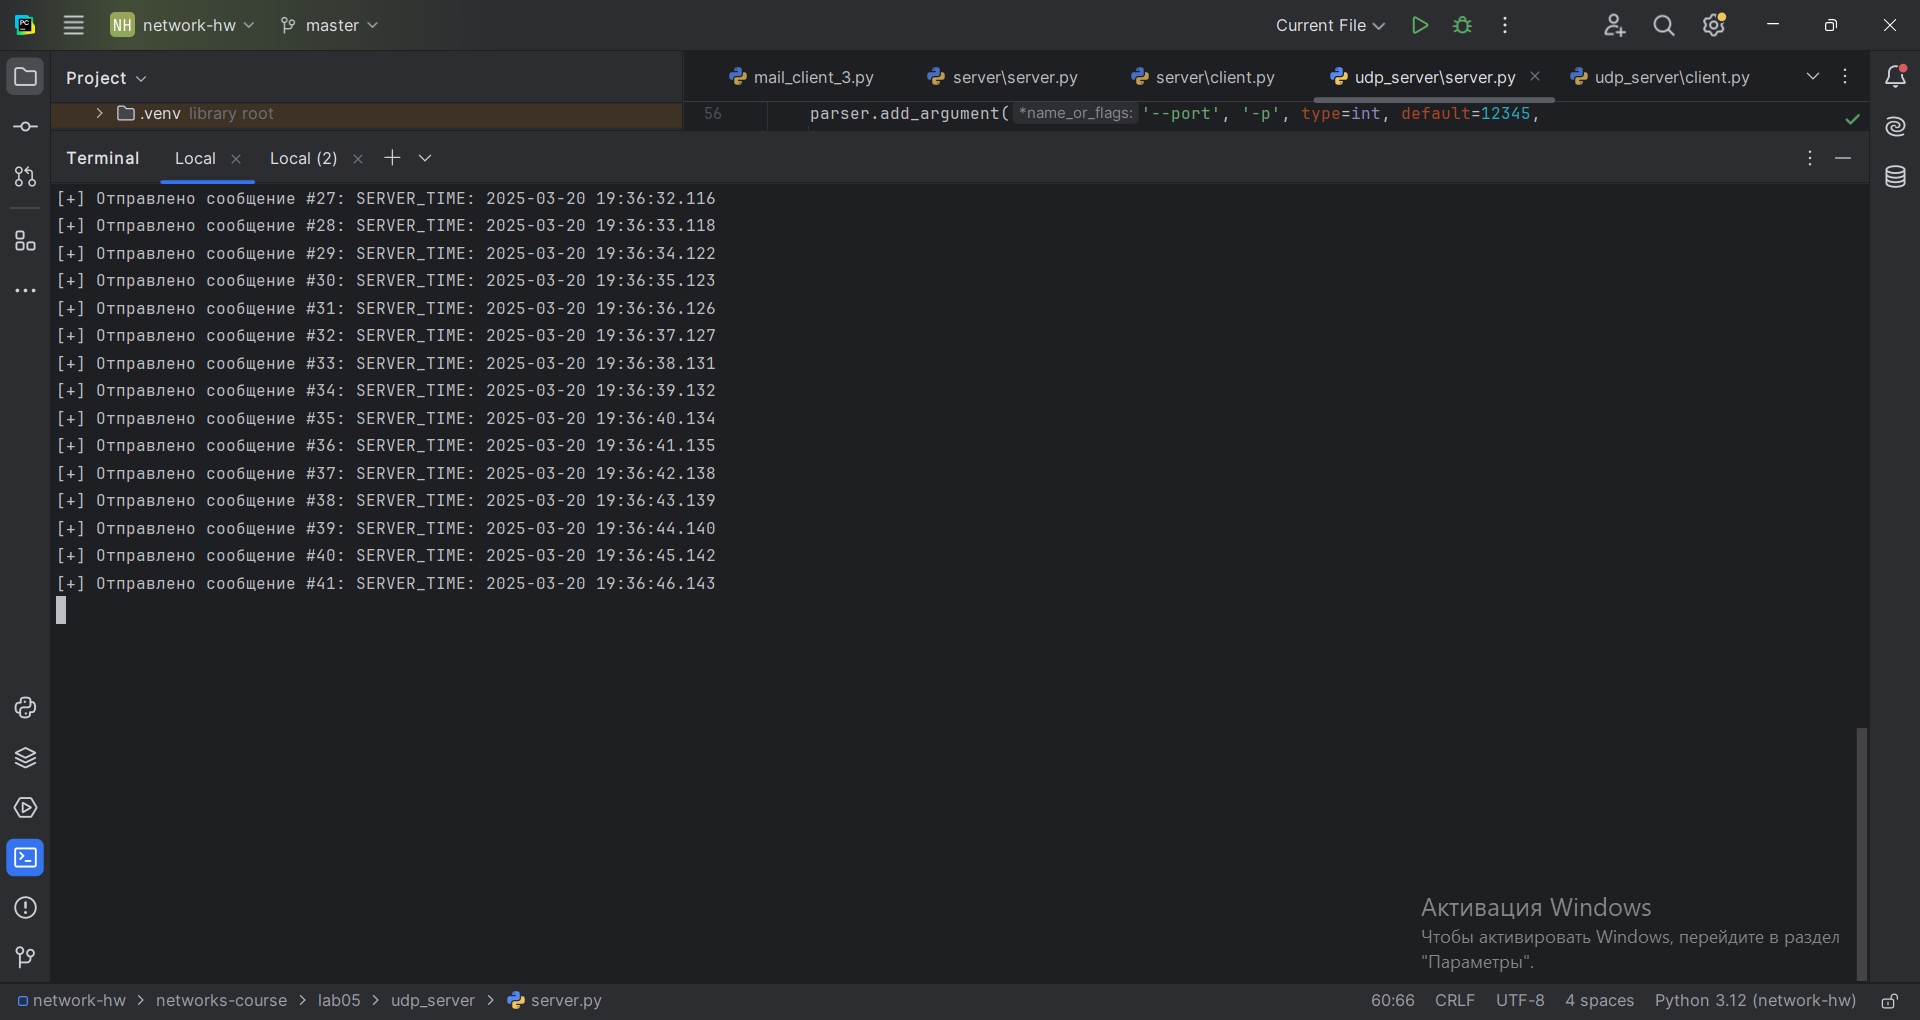 NH network-hw master Current File
Project mail_client_3.py server\server.py server\client.py udp_server\server.py udp_server\client.py
.venv library root 56 parser.add_argument( *name_or_flags: '--port', '-p', type=int, default=12345,
Terminal Local Local (2)
[+] Отправлено сообщение #27: SERVER_TIME: 2025-03-20 19:36:32.116
[+] Отправлено сообщение #28: SERVER_TIME: 2025-03-20 19:36:33.118
[+] Отправлено сообщение #29: SERVER_TIME: 2025-03-20 19:36:34.122
[+] Отправлено сообщение #30: SERVER_TIME: 2025-03-20 19:36:35.123
[+] Отправлено сообщение #31: SERVER_TIME: 2025-03-20 19:36:36.126
[+] Отправлено сообщение #32: SERVER_TIME: 2025-03-20 19:36:37.127
[+] Отправлено сообщение #33: SERVER_TIME: 2025-03-20 19:36:38.131
[+] Отправлено сообщение #34: SERVER_TIME: 2025-03-20 19:36:39.132
[+] Отправлено сообщение #35: SERVER_TIME: 2025-03-20 19:36:40.134
[+] Отправлено сообщение #36: SERVER_TIME: 2025-03-20 19:36:41.135
[+] Отправлено сообщение #37: SERVER_TIME: 2025-03-20 19:36:42.138
[+] Отправлено сообщение #38: SERVER_TIME: 2025-03-20 19:36:43.139
[+] Отправлено сообщение #39: SERVER_TIME: 2025-03-20 19:36:44.140
[+] Отправлено сообщение #40: SERVER_TIME: 2025-03-20 19:36:45.142
[+] Отправлено сообщение #41: SERVER_TIME: 2025-03-20 19:36:46.143
Активация Windows
Чтобы активировать Windows, перейдите в раздел
"Параметры".
network-hw > networks-course > lab05 > udp_server > server.py 60:66 CRLF UTF-8 4 spaces Python 3.12 (network-hw)